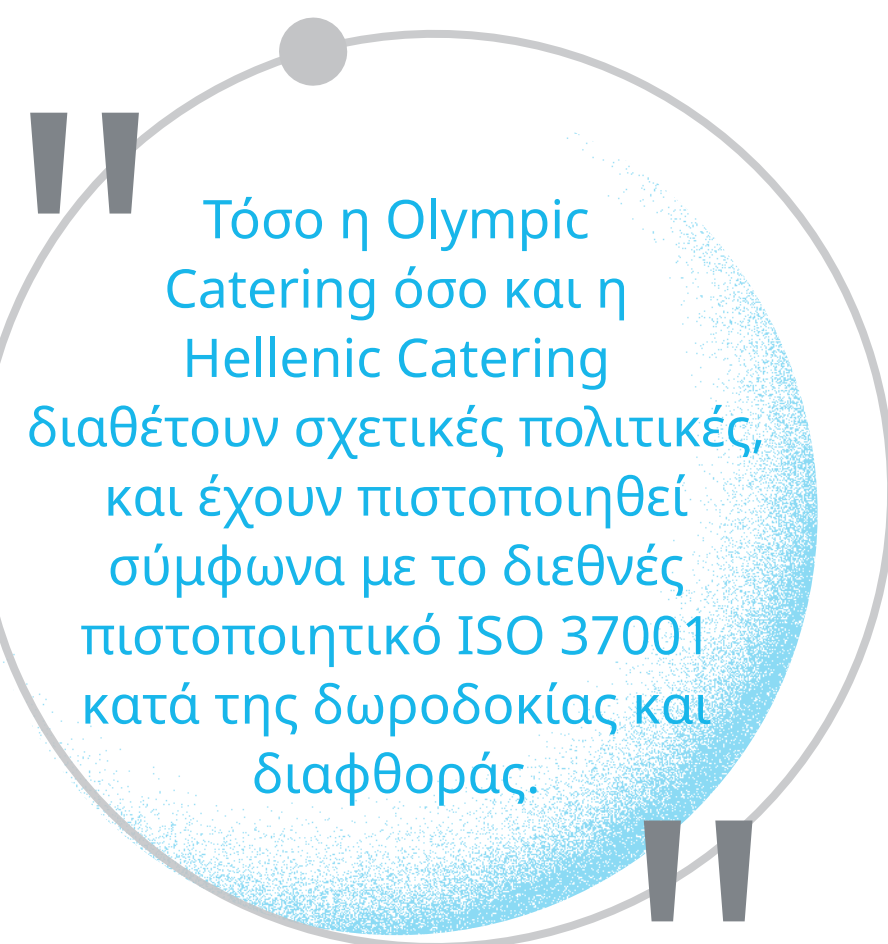 "
Τόσο η Olympic
Catering όσο και η
Hellenic Catering
διαθέτουν σχετικές πολιτικές,
και έχουν πιστοποιηθεί
σύμφωνα με το διεθνές
πιστοποιητικό ISO 37001
κατά της δωροδοκίας και
διαφθοράς.
"